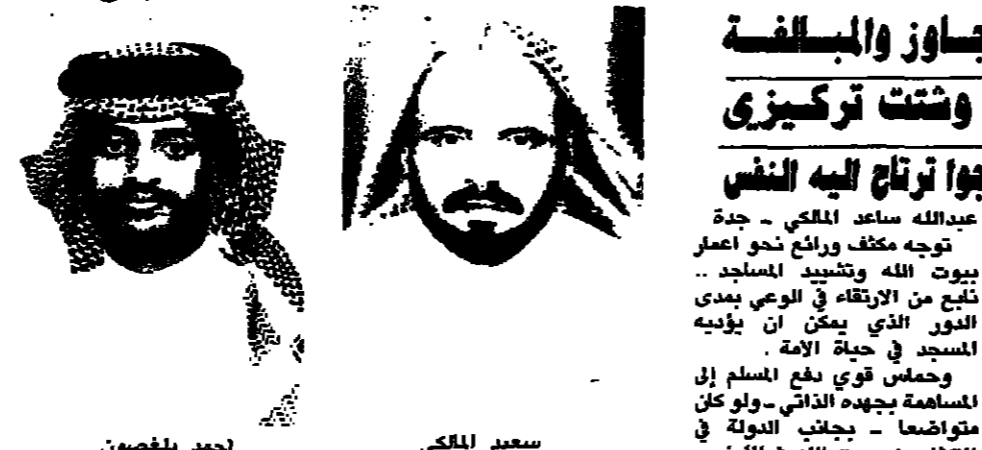 جاوز والمبالغة
وشتت تركيزي
جوا ترتاح اليه النفس
عبدالله ساعد المالكي ـ جدة
توجه مكثف ورائع نحو اعمار
بيوت الله وتشييد المساجد ..
نابع من الارتقاء في الوعي بمدى
الدور الذي يمكن ان يؤديه
المسجد في حياة الأمة .
وحماس قوي دفع المسلم إلى
المساهمة بجهده الذاتي ـ ولو كان
متواضعا ـ بجانب الدولة في
سعيد المالكي
احمد بلغصون